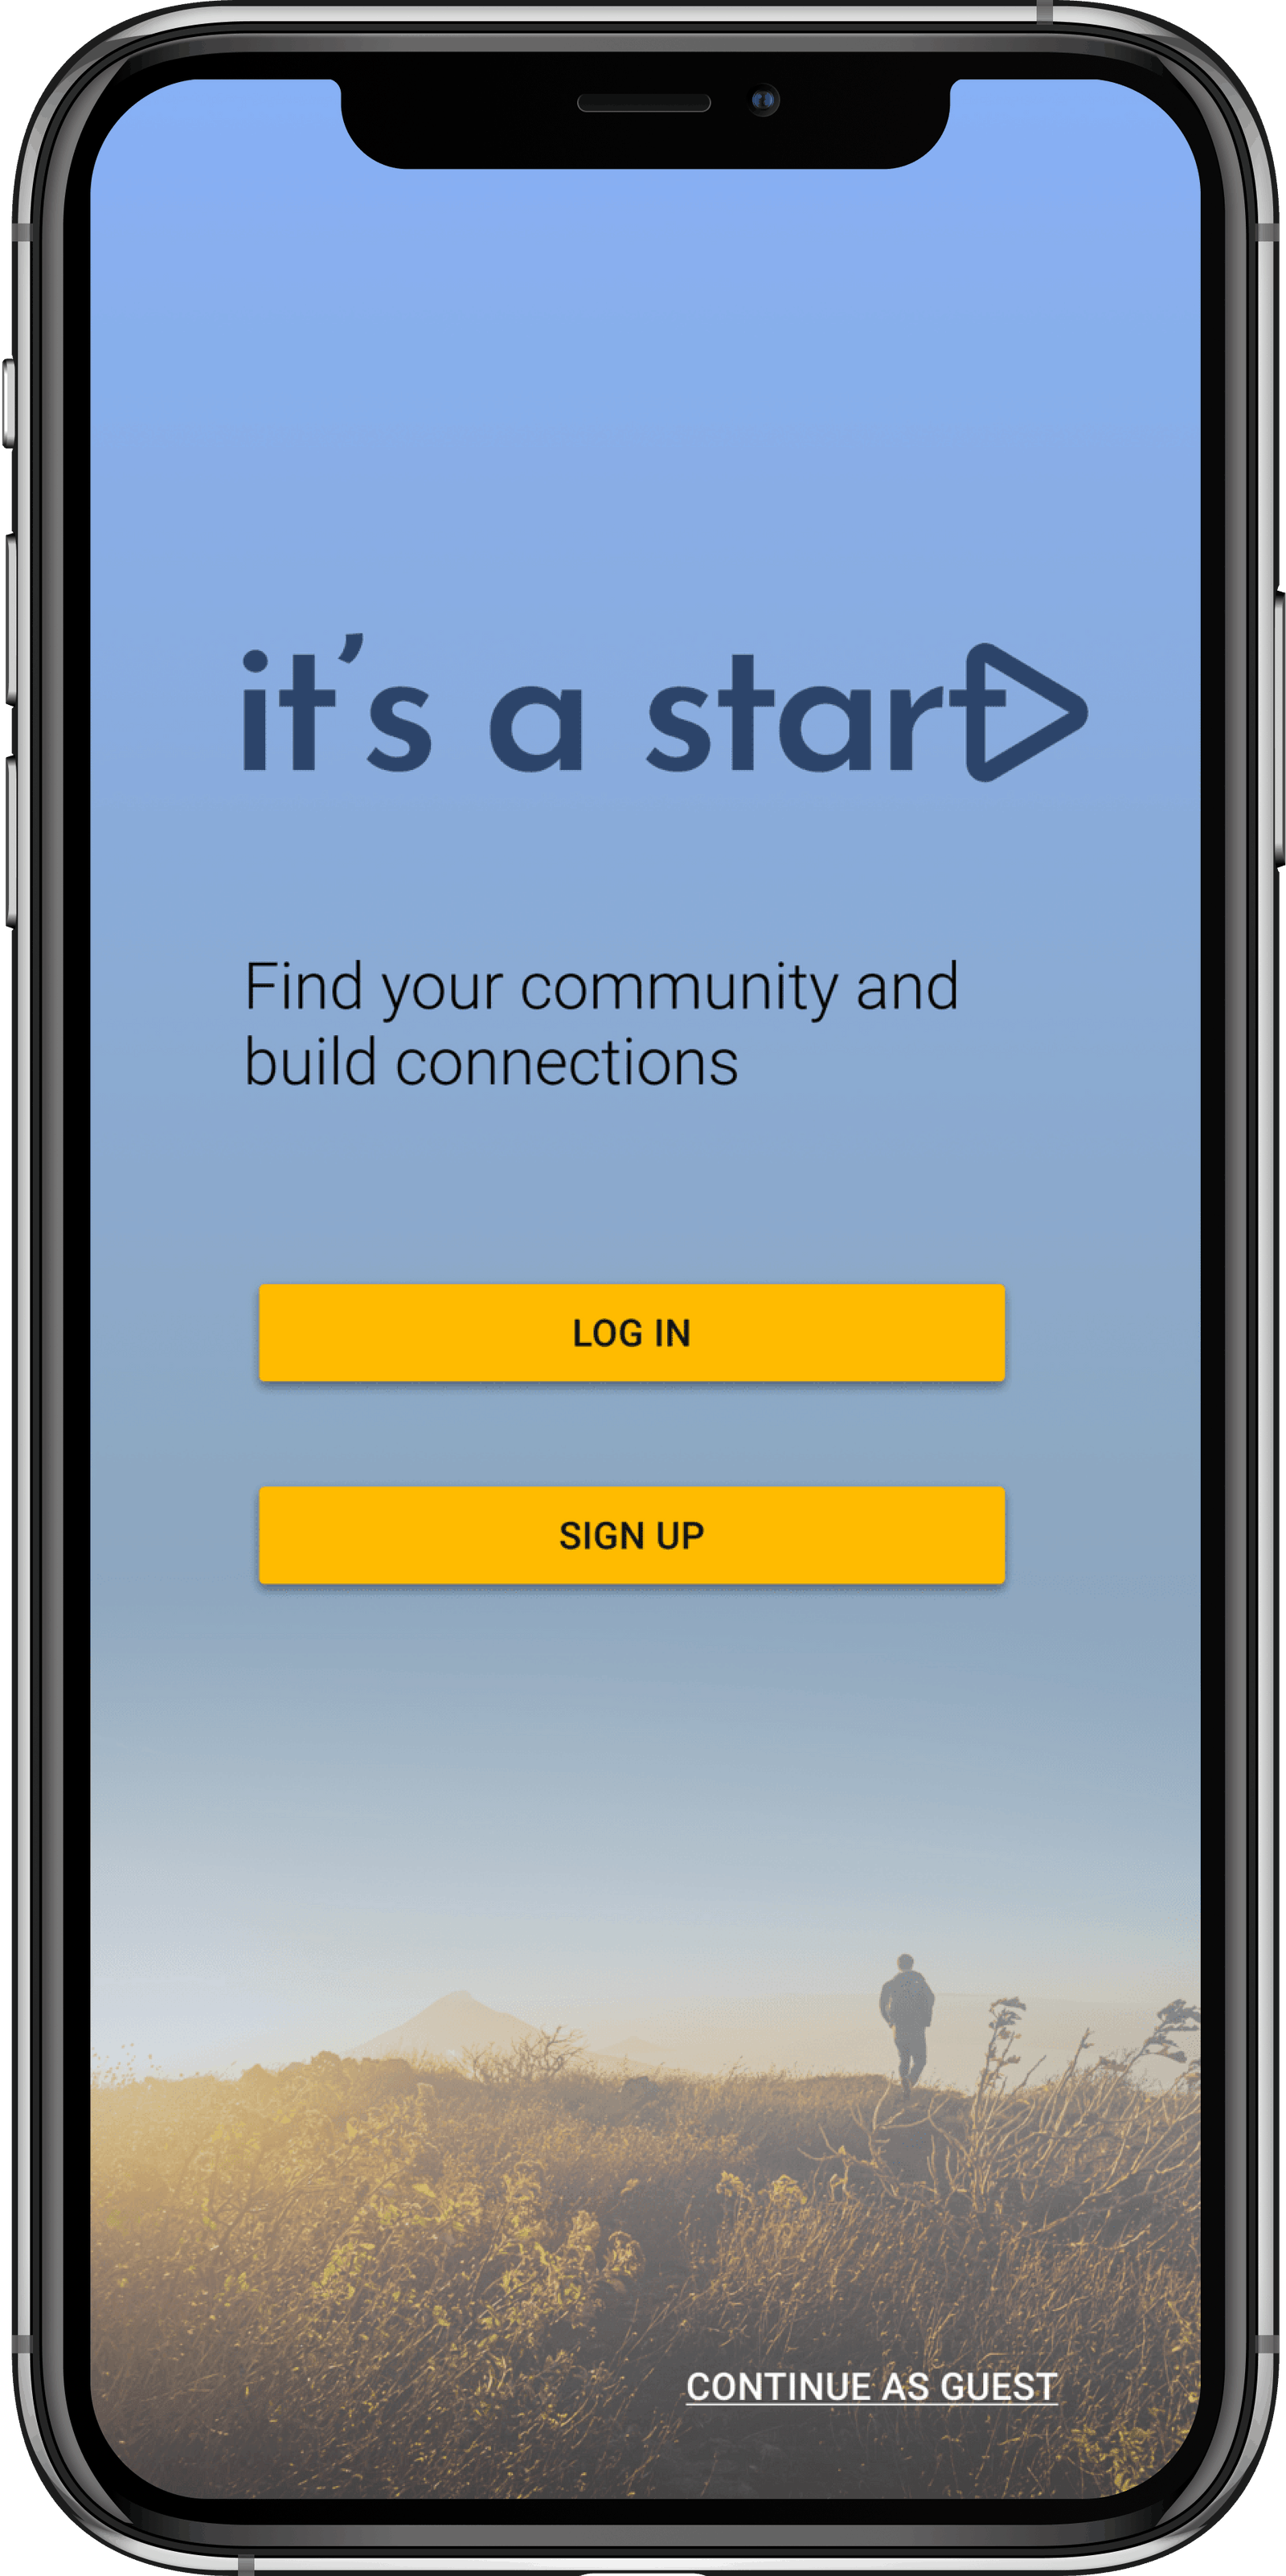 it's a start
Find your community and
build connections
LOG IN
SIGN UP
CONTINUE AS GUEST